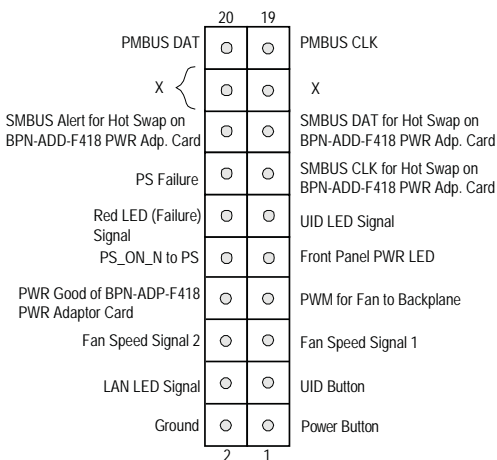 20 19
PMBUS DAT
PMBUS CLK
X
X
SMBUS Alert for Hot Swap on
BPN-ADD-F418 PWR Adp. Card
SMBUS DAT for Hot Swap on
BPN-ADD-F418 PWR Adp. Card
PS Failure
SMBUS CLK for Hot Swap on
BPN-ADD-F418 PWR Adp. Card
Red LED (Failure)
Signal
UID LED Signal
PS_ON_N to PS
Front Panel PWR LED
PWR Good of BPN-ADP-F418
PWR Adaptor Card
PWM for Fan to Backplane
Fan Speed Signal 2
Fan Speed Signal 1
LAN LED Signal
UID Button
Ground
Power Button
2 1